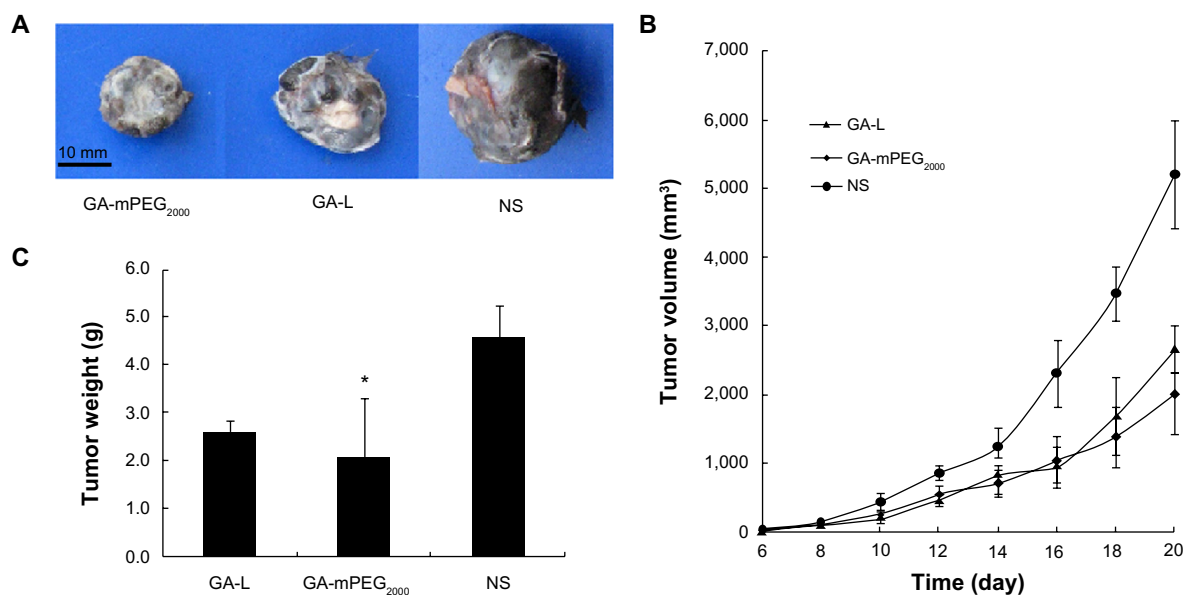 A
10 mm
GA-mPEG₂₀₀₀
GA-L
NS
B
7,000
6,000
5,000
4,000
3,000
2,000
1,000
0
Tumor volume (mm³)
GA-L
GA-mPEG₂₀₀₀
NS
6 8 10 12 14 16 18 20
Time (day)
C
6.0
5.0
4.0
3.0
2.0
1.0
0.0
Tumor weight (g)
*
GA-L
GA-mPEG₂₀₀₀
NS